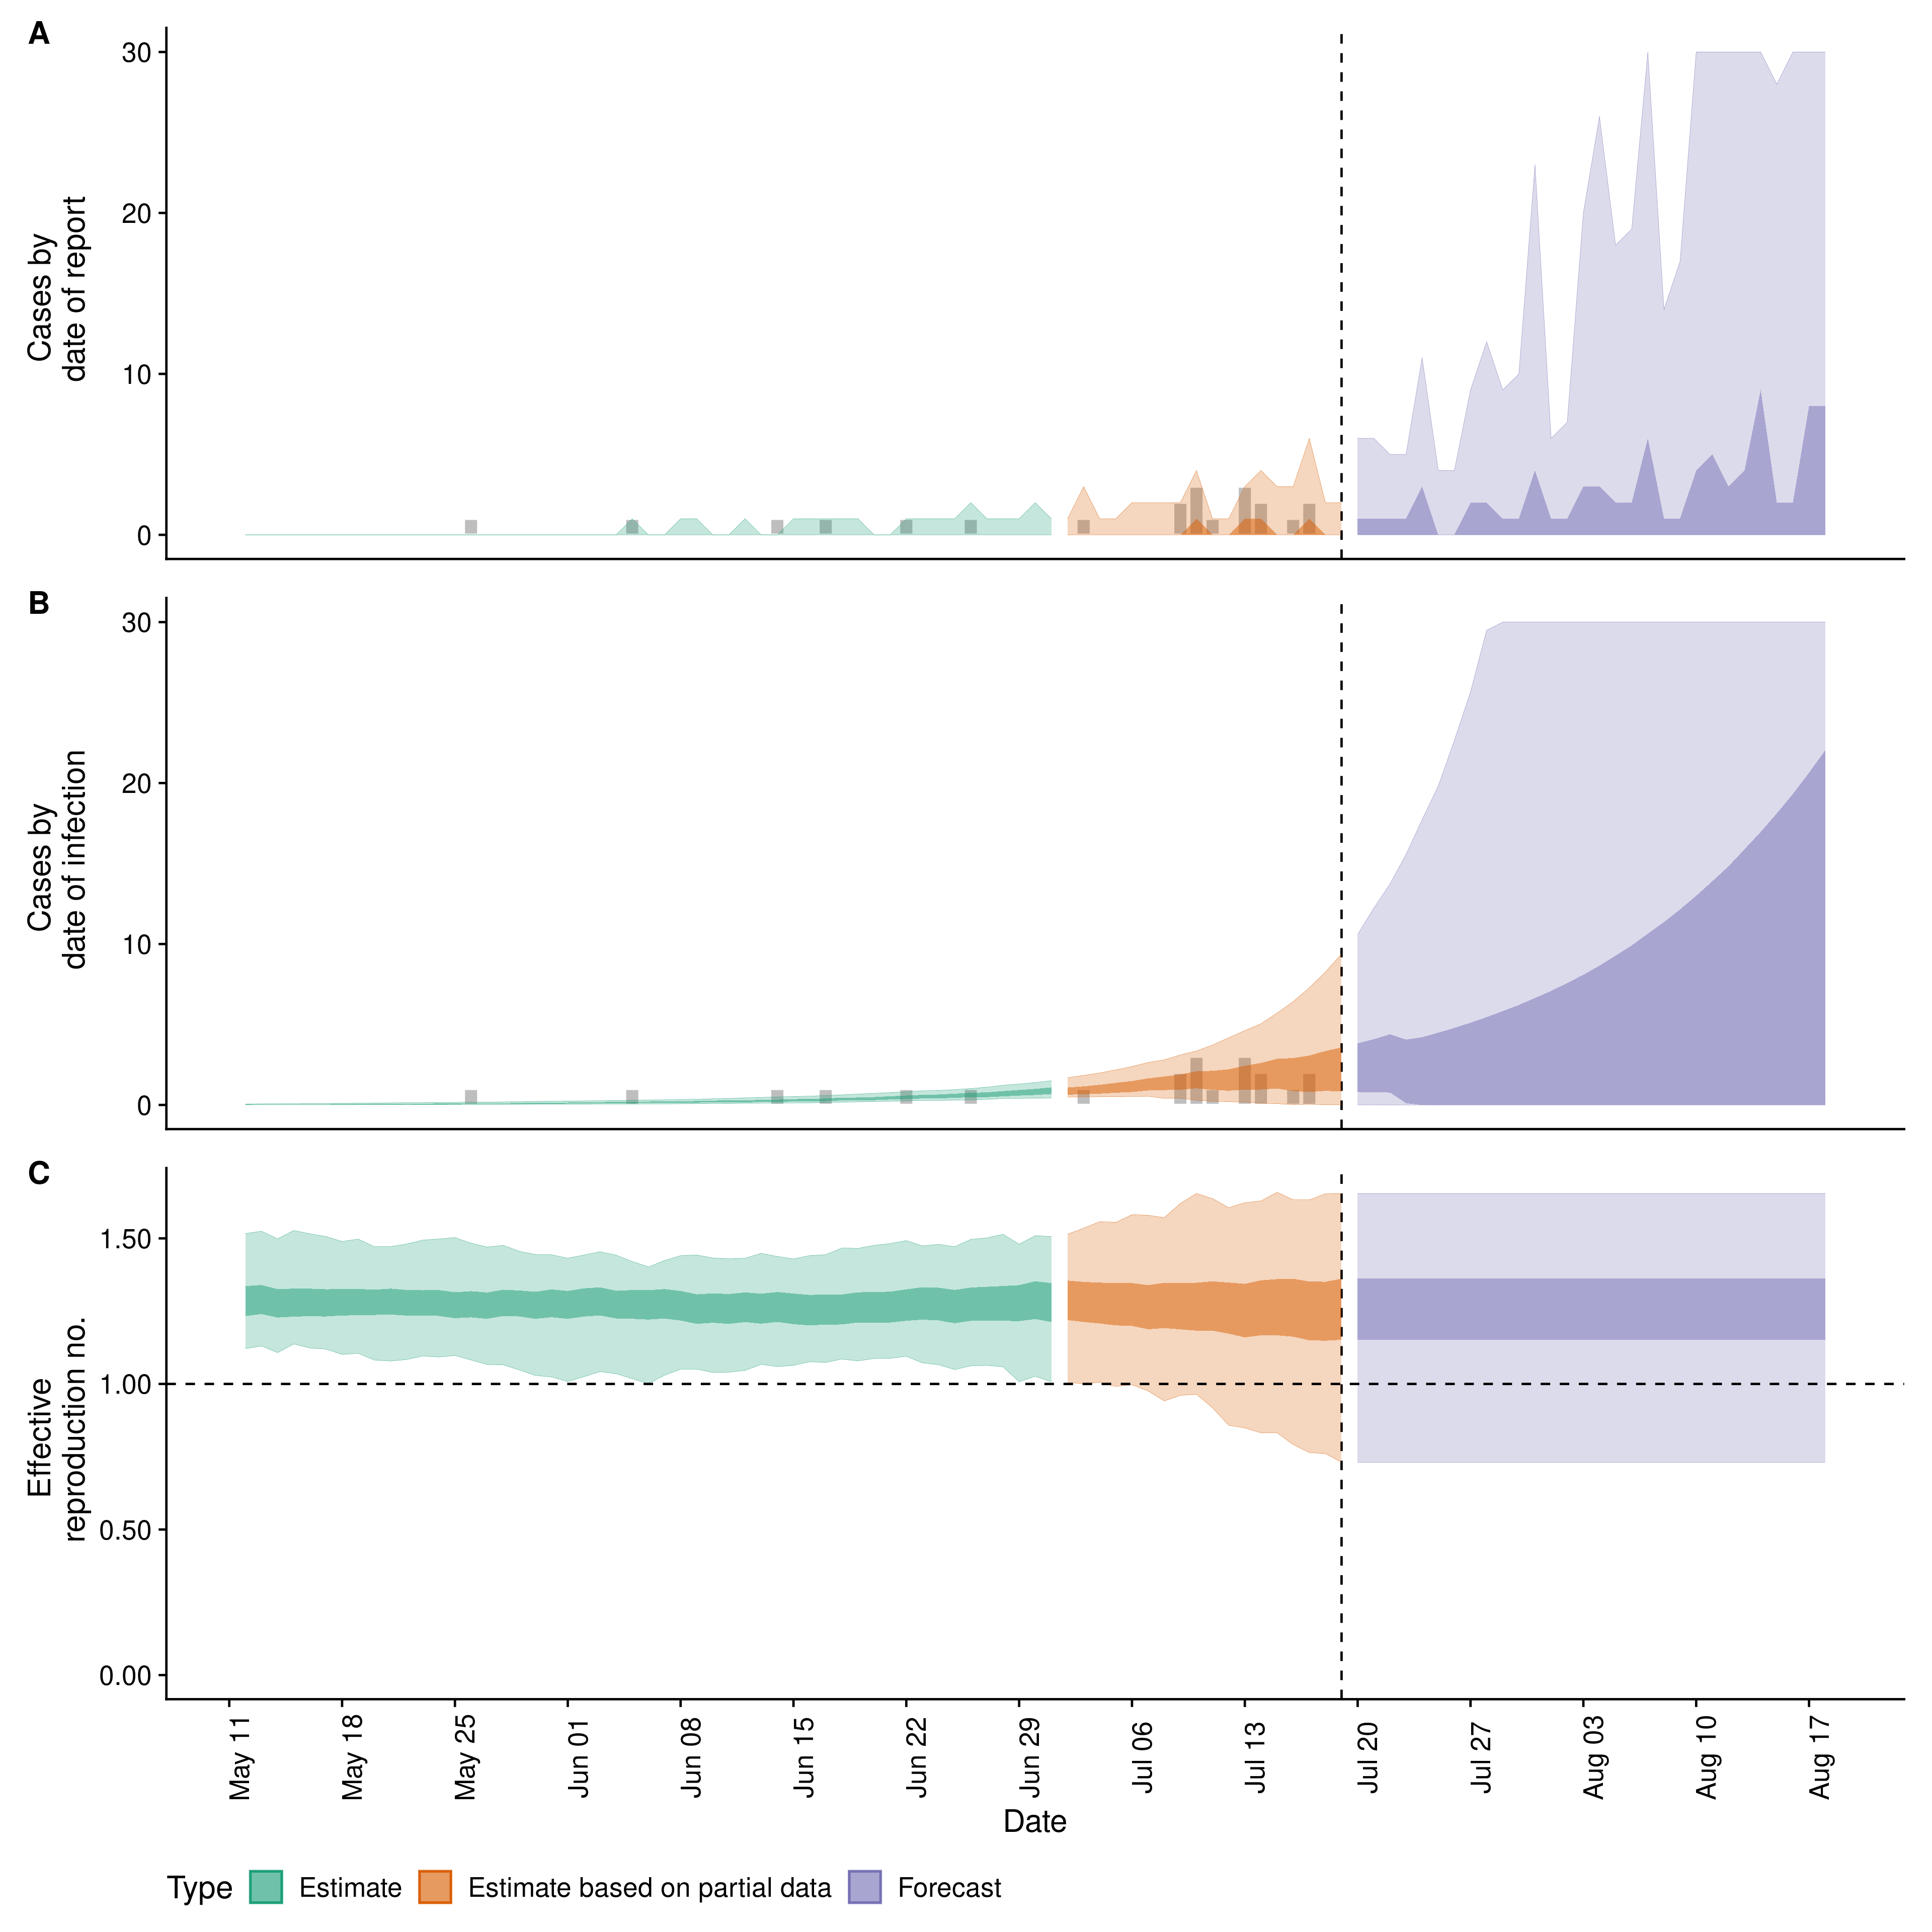 A
30
20
10
0
Cases by
date of report
B
30
20
10
0
Cases by
date of infection
C
1.50
1.00
0.50
0.00
Effective
reproduction no.
May 11
May 18
May 25
Jun 01
Jun 08
Jun 15
Jun 22
Jun 29
Jul 06
Jul 13
Jul 20
Jul 27
Aug 03
Aug 10
Aug 17
Date
Type Estimate Estimate based on partial data Forecast